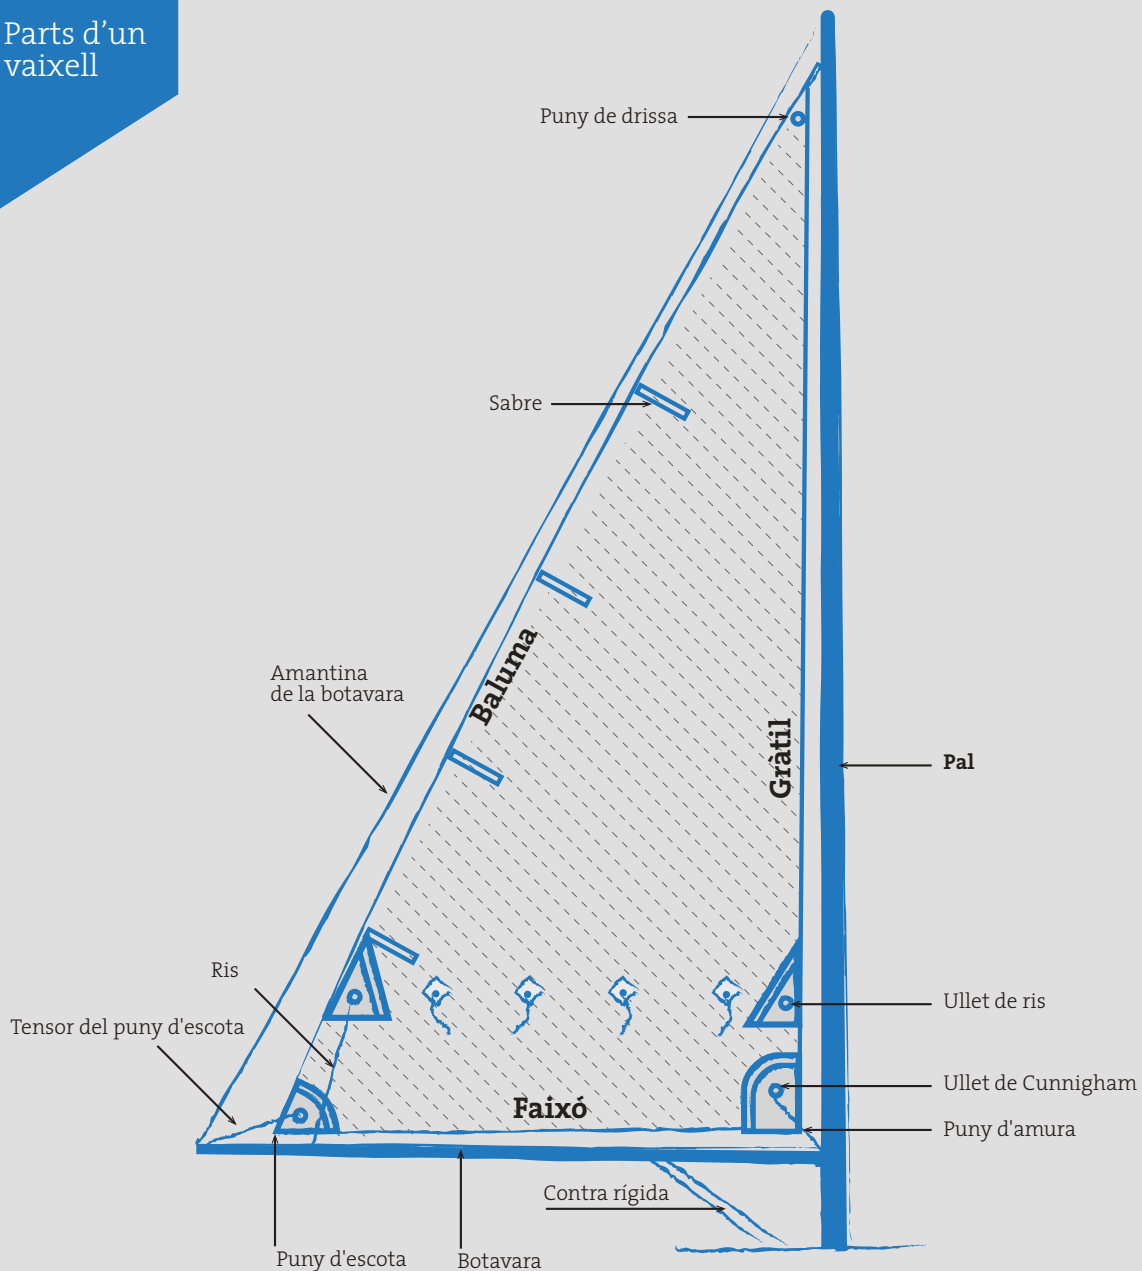 Parts d’un
vaixell
Puny de drissa
Sabre
Baluma
Amantina
de la botavara
Gràtil
Pal
Ris
Ullet de ris
Tensor del puny d'escota
Ullet de Cunnigham
Faixó
Puny d'amura
Contra rígida
Puny d'escota
Botavara